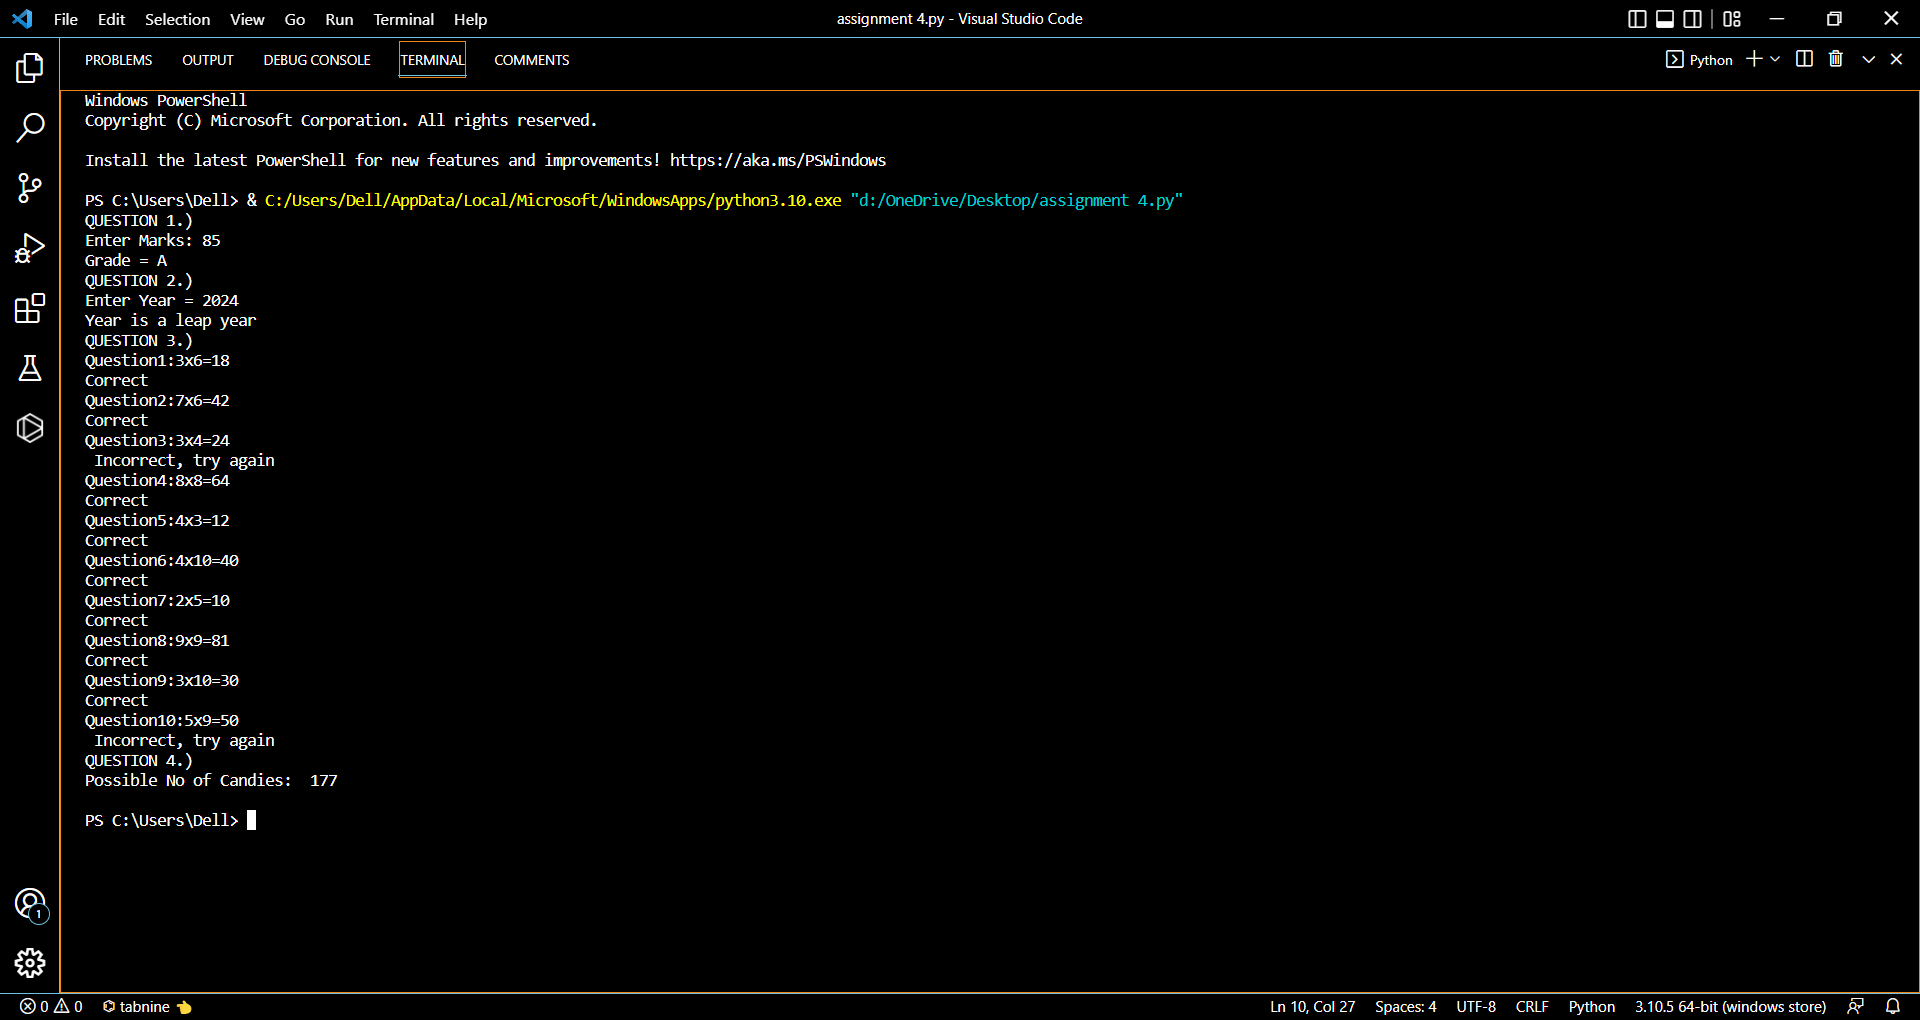 File Edit Selection View Go Run Terminal Help
assignment 4.py - Visual Studio Code
PROBLEMS OUTPUT DEBUG CONSOLE TERMINAL COMMENTS
Python
Windows PowerShell
Copyright (C) Microsoft Corporation. All rights reserved.
Install the latest PowerShell for new features and improvements! https://aka.ms/PSWindows
PS C:\Users\Dell> & C:/Users/Dell/AppData/Local/Microsoft/WindowsApps/python3.10.exe "d:/OneDrive/Desktop/assignment 4.py"
QUESTION 1.)
Enter Marks: 85
Grade = A
QUESTION 2.)
Enter Year = 2024
Year is a leap year
QUESTION 3.)
Question1:3x6=18
Correct
Question2:7x6=42
Correct
Question3:3x4=24
 Incorrect, try again
Question4:8x8=64
Correct
Question5:4x3=12
Correct
Question6:4x10=40
Correct
Question7:2x5=10
Correct
Question8:9x9=81
Correct
Question9:3x10=30
Correct
Question10:5x9=50
 Incorrect, try again
QUESTION 4.)
Possible No of Candies:  177
PS C:\Users\Dell>
1
0 0 tabnine 👈
Ln 10, Col 27 Spaces: 4 UTF-8 CRLF Python 3.10.5 64-bit (windows store)